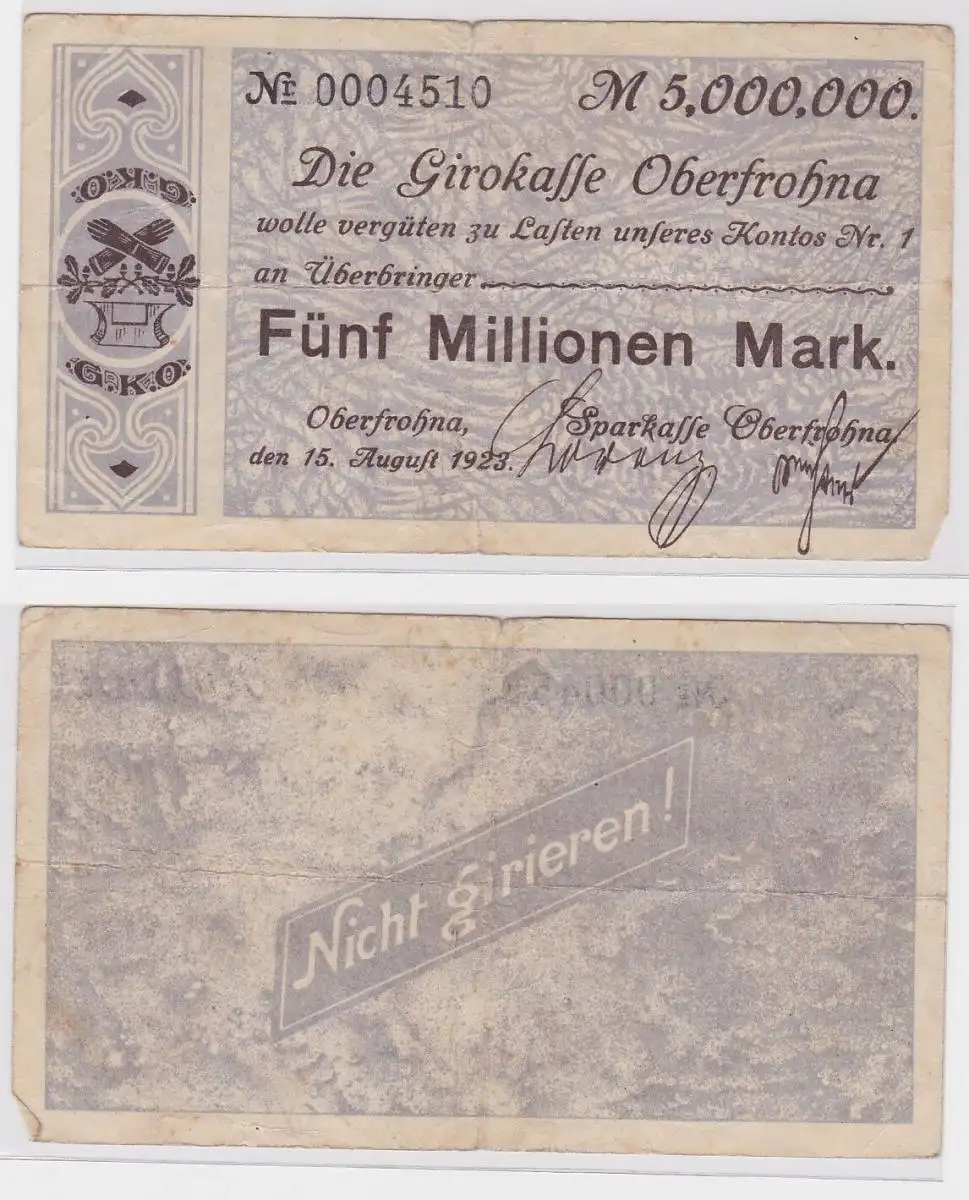 Nr 0004510 M 5,000,000.
Die Girokaſſe Oberfrohna
wolle vergüten zu Laſten unſeres Kontos Nr. 1
an Überbringer
Fünf Millionen Mark.
Oberfrohna, Sparkaſſe Oberfrohna
den 15. Auguſt 1923.
G.K.O.
G.K.O.
Nicht girieren!